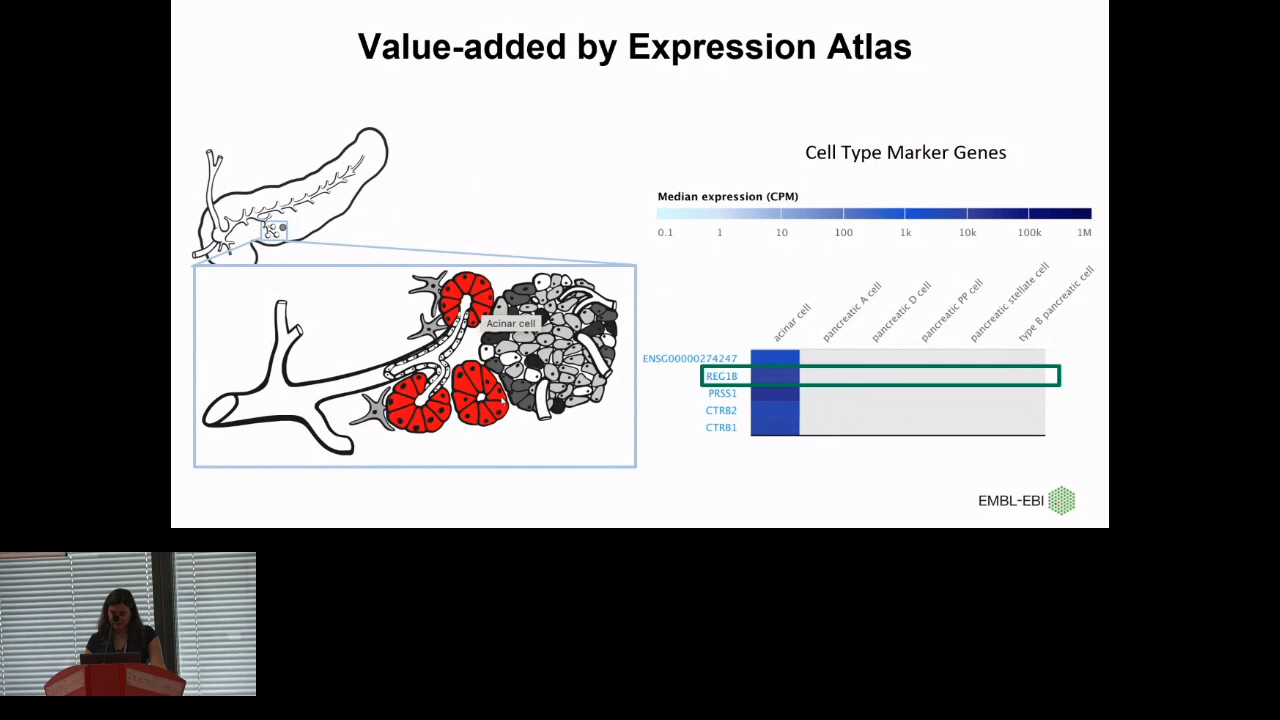 Value-added by Expression Atlas
Cell Type Marker Genes
Median expression (CPM)
0.1 1 10 100 1k 10k 100k 1M
acinar cell
pancreatic A cell
pancreatic D cell
pancreatic PP cell
pancreatic stellate cell
type B pancreatic cell
Acinar cell
ENSG00000274247
REG1B
PRSS1
CTRB2
CTRB1
EMBL-EBI